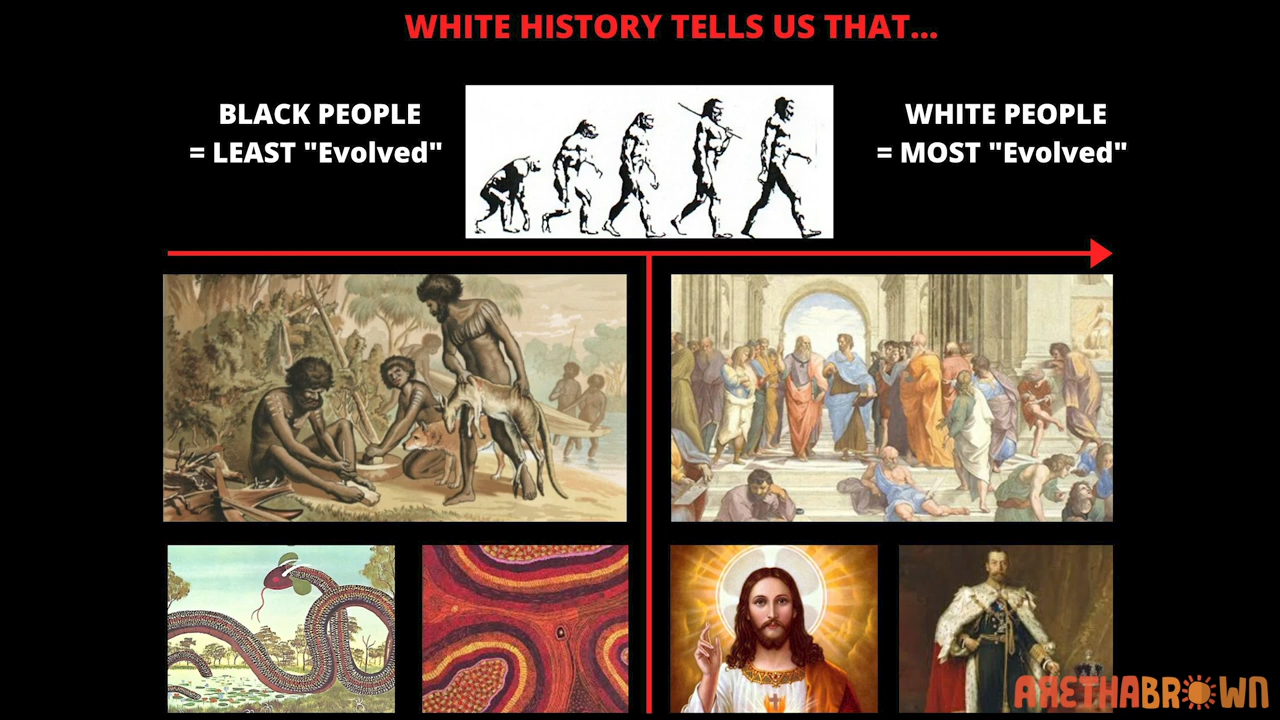 WHITE HISTORY TELLS US THAT...
BLACK PEOPLE
= LEAST "Evolved"
WHITE PEOPLE
= MOST "Evolved"
ARETHABROWN